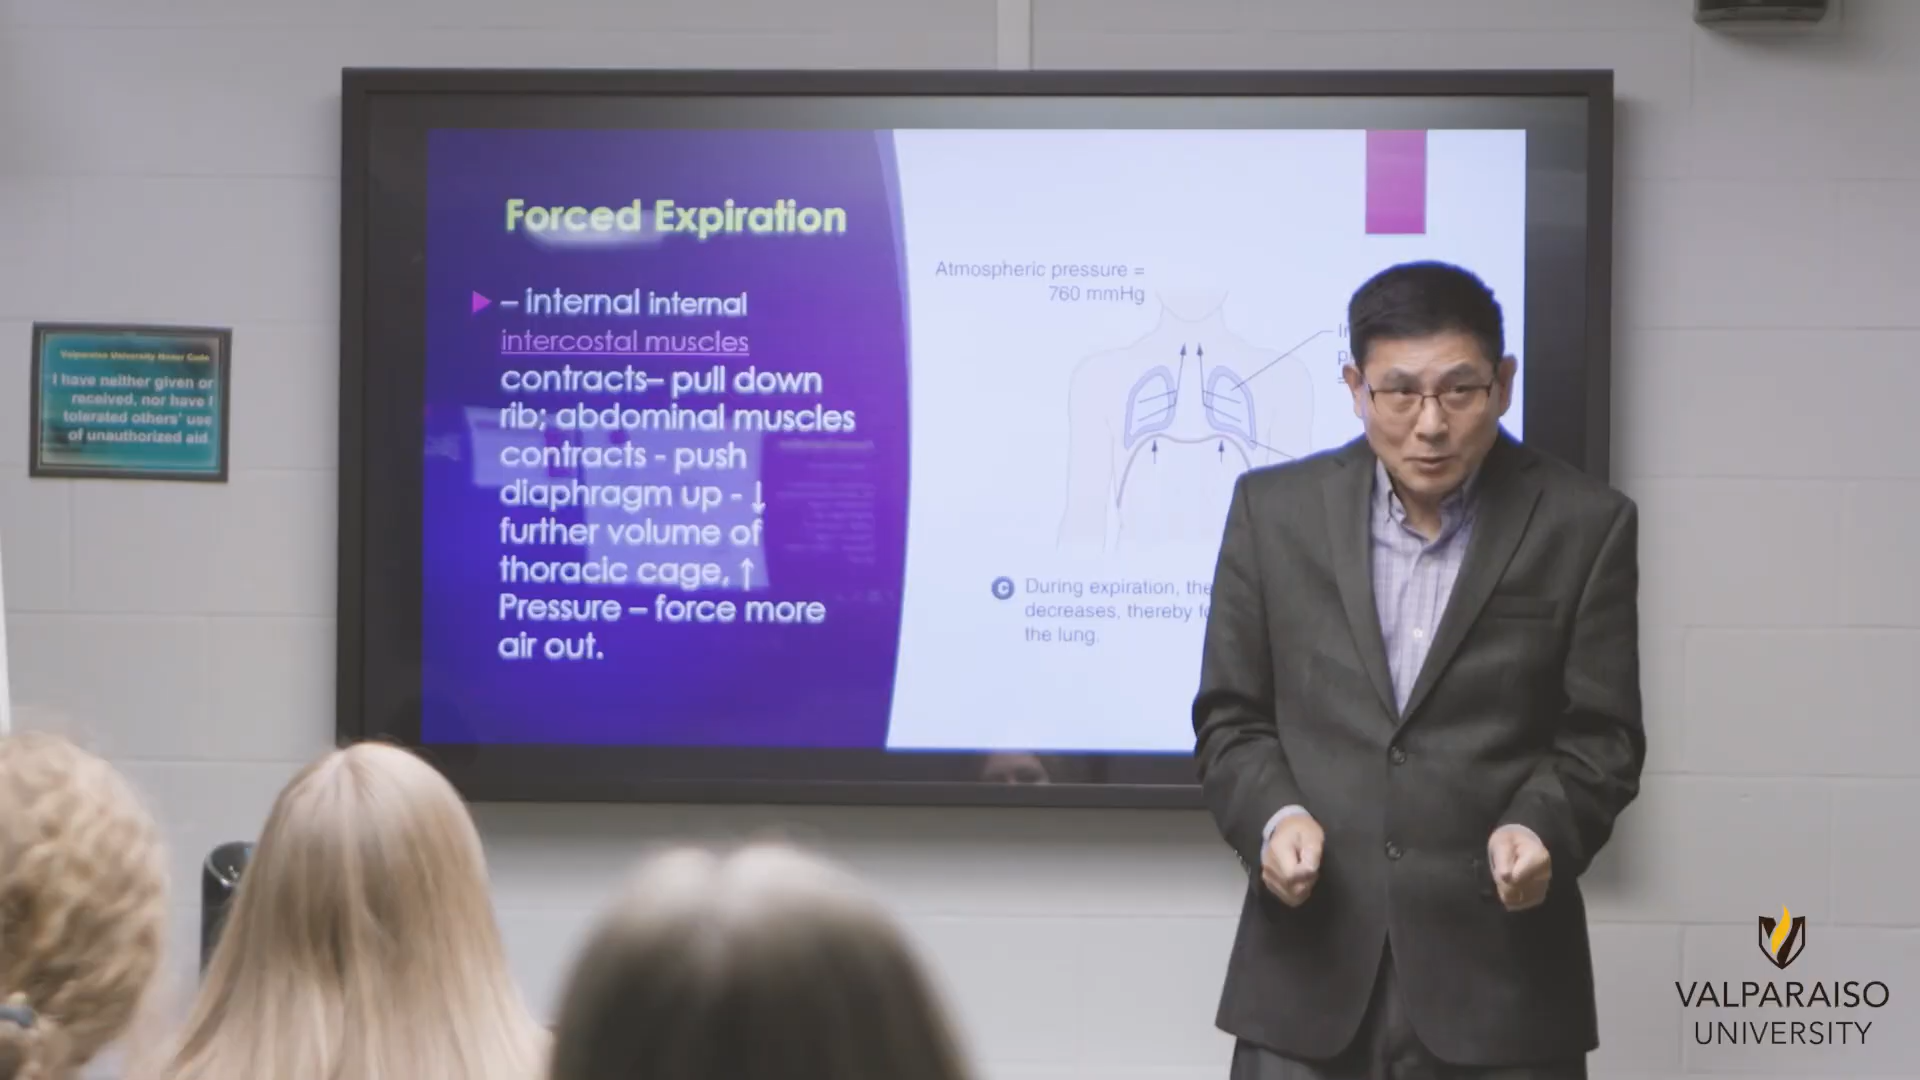 Forced Expiration
– internal internal
intercostal muscles
contracts– pull down
rib; abdominal muscles
contracts - push
diaphragm up - ↓
further volume of
thoracic cage, ↑
Pressure – force more
air out.
Atmospheric pressure =
760 mmHg
C During expiration, the
decreases, thereby
the lung.
Valparaiso University Honor Code
I have neither given or
received, nor have I
tolerated others' use
of unauthorized aid
VALPARAISO
UNIVERSITY